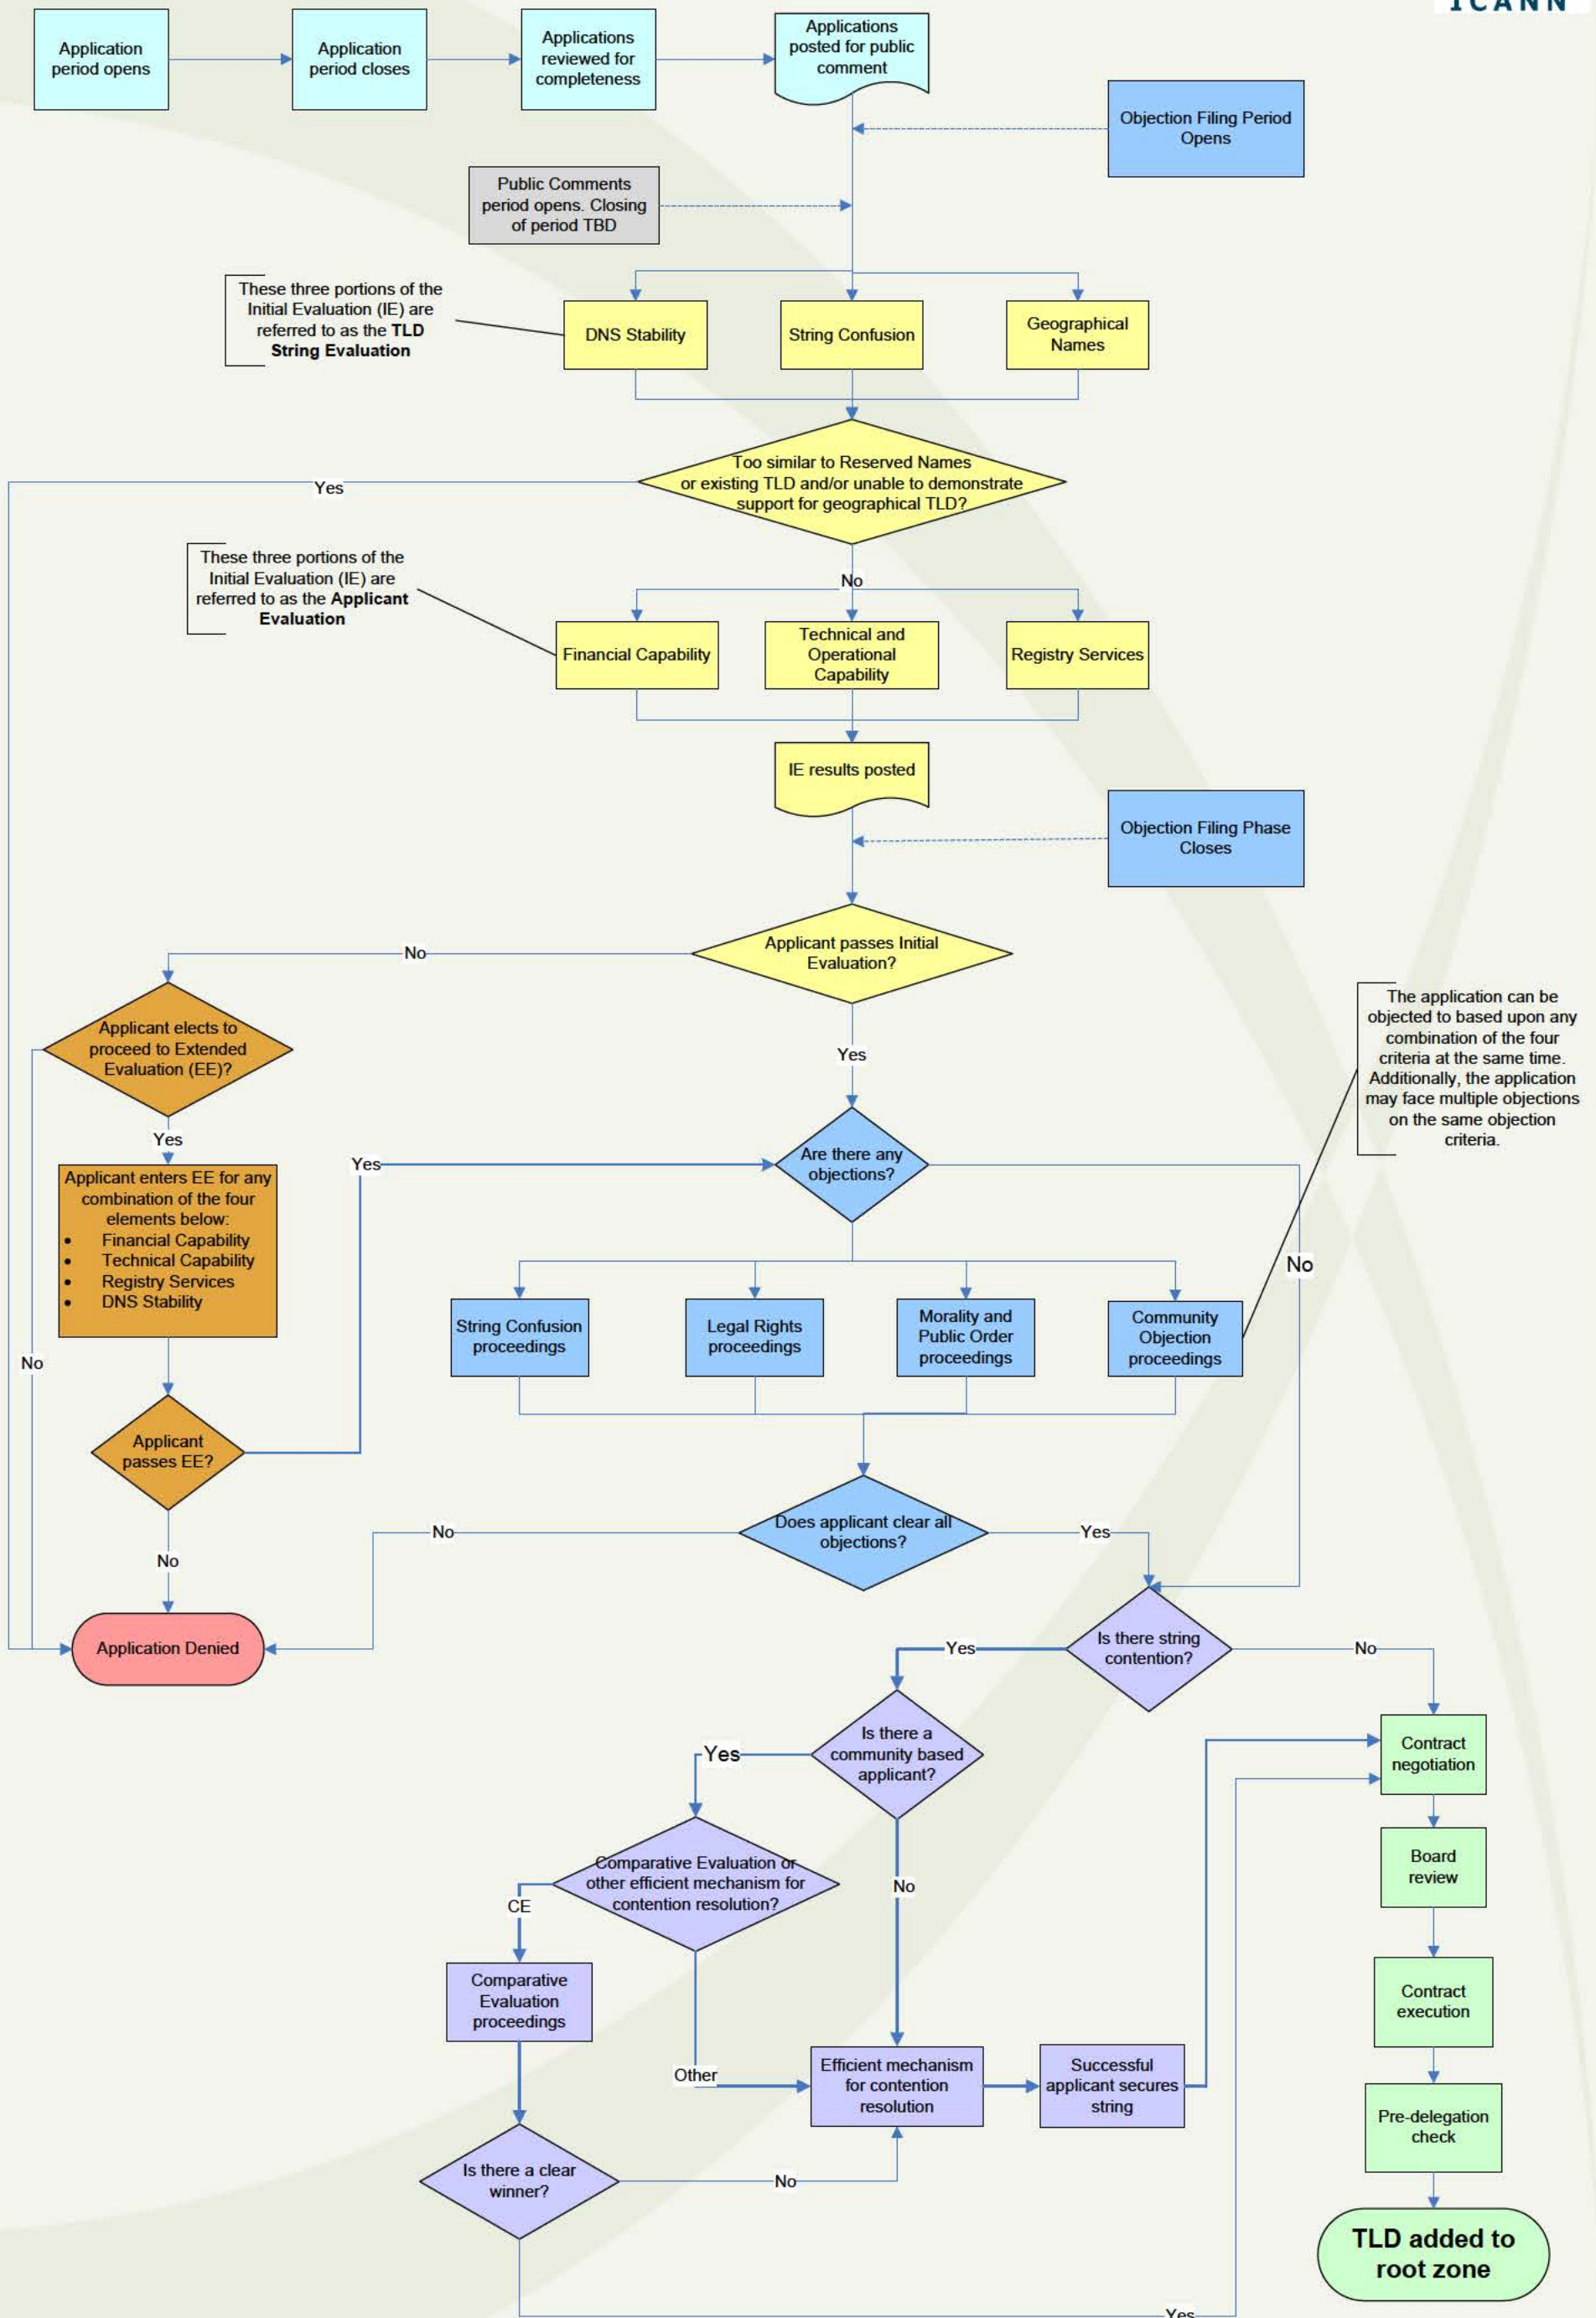 ICANN
Application
period opens
Application
period closes
Applications
reviewed for
completeness
Applications
posted for public
comment
Objection Filing Period
Opens
Public Comments
period opens. Closing
of period TBD
These three portions of the
Initial Evaluation (IE) are
referred to as the TLD
String Evaluation
DNS Stability
String Confusion
Geographical
Names
Too similar to Reserved Names
or existing TLD and/or unable to demonstrate
support for geographical TLD?
Yes
No
These three portions of the
Initial Evaluation (IE) are
referred to as the Applicant
Evaluation
Financial Capability
Technical and
Operational
Capability
Registry Services
IE results posted
Objection Filing Phase
Closes
Applicant passes Initial
Evaluation?
No
Yes
The application can be
objected to based upon any
combination of the four
criteria at the same time.
Additionally, the application
may face multiple objections
on the same objection
criteria.
Applicant elects to
proceed to Extended
Evaluation (EE)?
Yes
No
Applicant enters EE for any
combination of the four
elements below:
• Financial Capability
• Technical Capability
• Registry Services
• DNS Stability
Yes
Are there any
objections?
No
String Confusion
proceedings
Legal Rights
proceedings
Morality and
Public Order
proceedings
Community
Objection
proceedings
Applicant
passes EE?
No
Does applicant clear all
objections?
No
Yes
Application Denied
Is there string
contention?
Yes
No
Is there a
community based
applicant?
Yes
No
Contract
negotiation
Comparative Evaluation or
other efficient mechanism for
contention resolution?
CE
Other
Board
review
Comparative
Evaluation
proceedings
Contract
execution
Efficient mechanism
for contention
resolution
Successful
applicant secures
string
Pre-delegation
check
Is there a clear
winner?
No
Yes
TLD added to
root zone